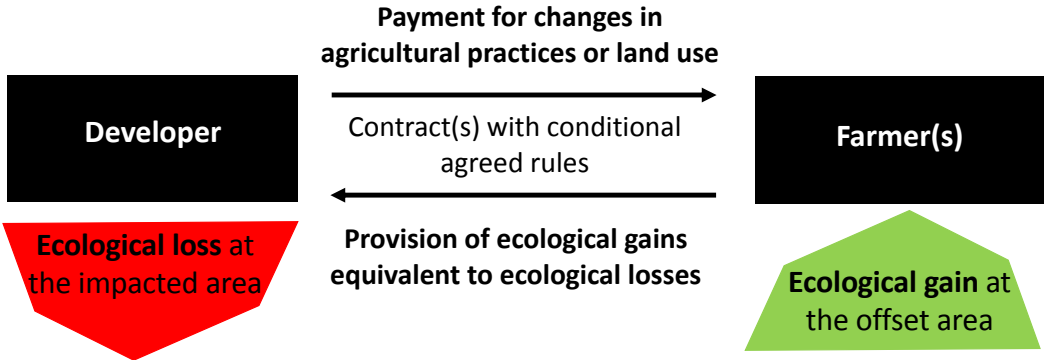 Payment for changes in
agricultural practices or land use
Developer
Contract(s) with conditional
agreed rules
Farmer(s)
Ecological loss at
the impacted area
Provision of ecological gains
equivalent to ecological losses
Ecological gain at
the offset area